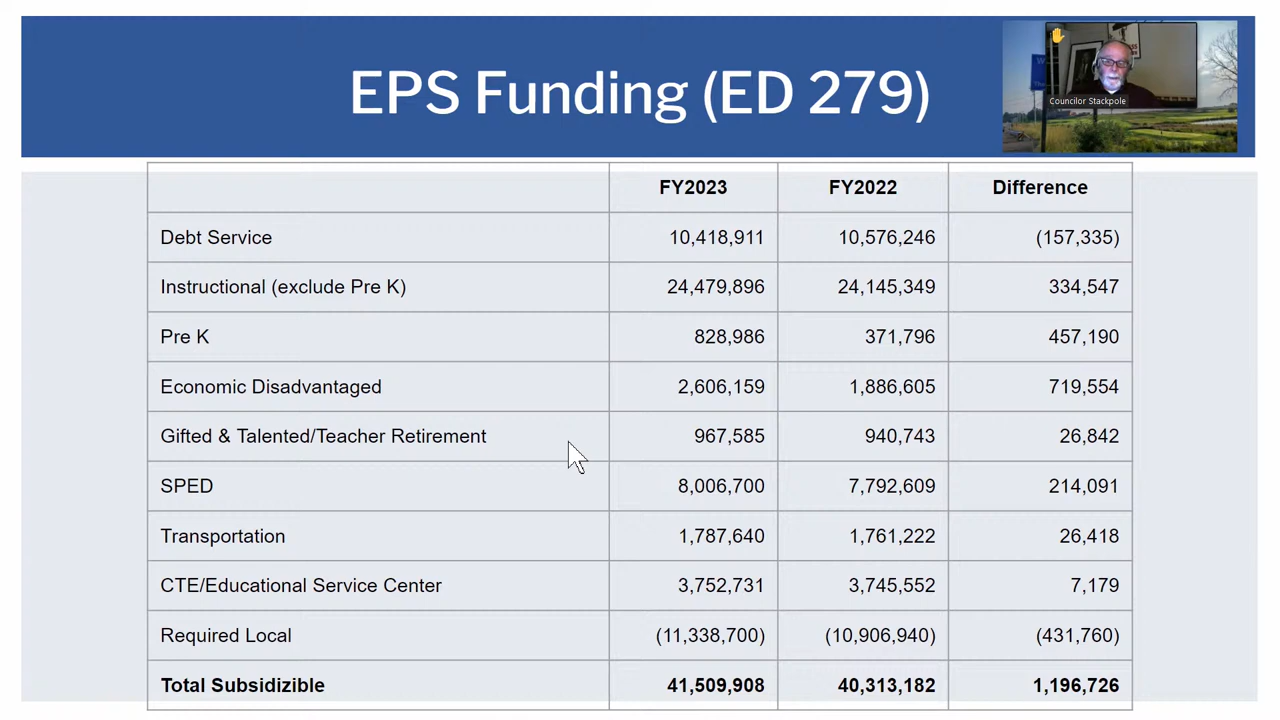 EPS Funding (ED 279)
Councilor Stackpole
FY2023 FY2022 Difference
Debt Service 10,418,911 10,576,246 (157,335)
Instructional (exclude Pre K) 24,479,896 24,145,349 334,547
Pre K 828,986 371,796 457,190
Economic Disadvantaged 2,606,159 1,886,605 719,554
Gifted & Talented/Teacher Retirement 967,585 940,743 26,842
SPED 8,006,700 7,792,609 214,091
Transportation 1,787,640 1,761,222 26,418
CTE/Educational Service Center 3,752,731 3,745,552 7,179
Required Local (11,338,700) (10,906,940) (431,760)
Total Subsidizible 41,509,908 40,313,182 1,196,726